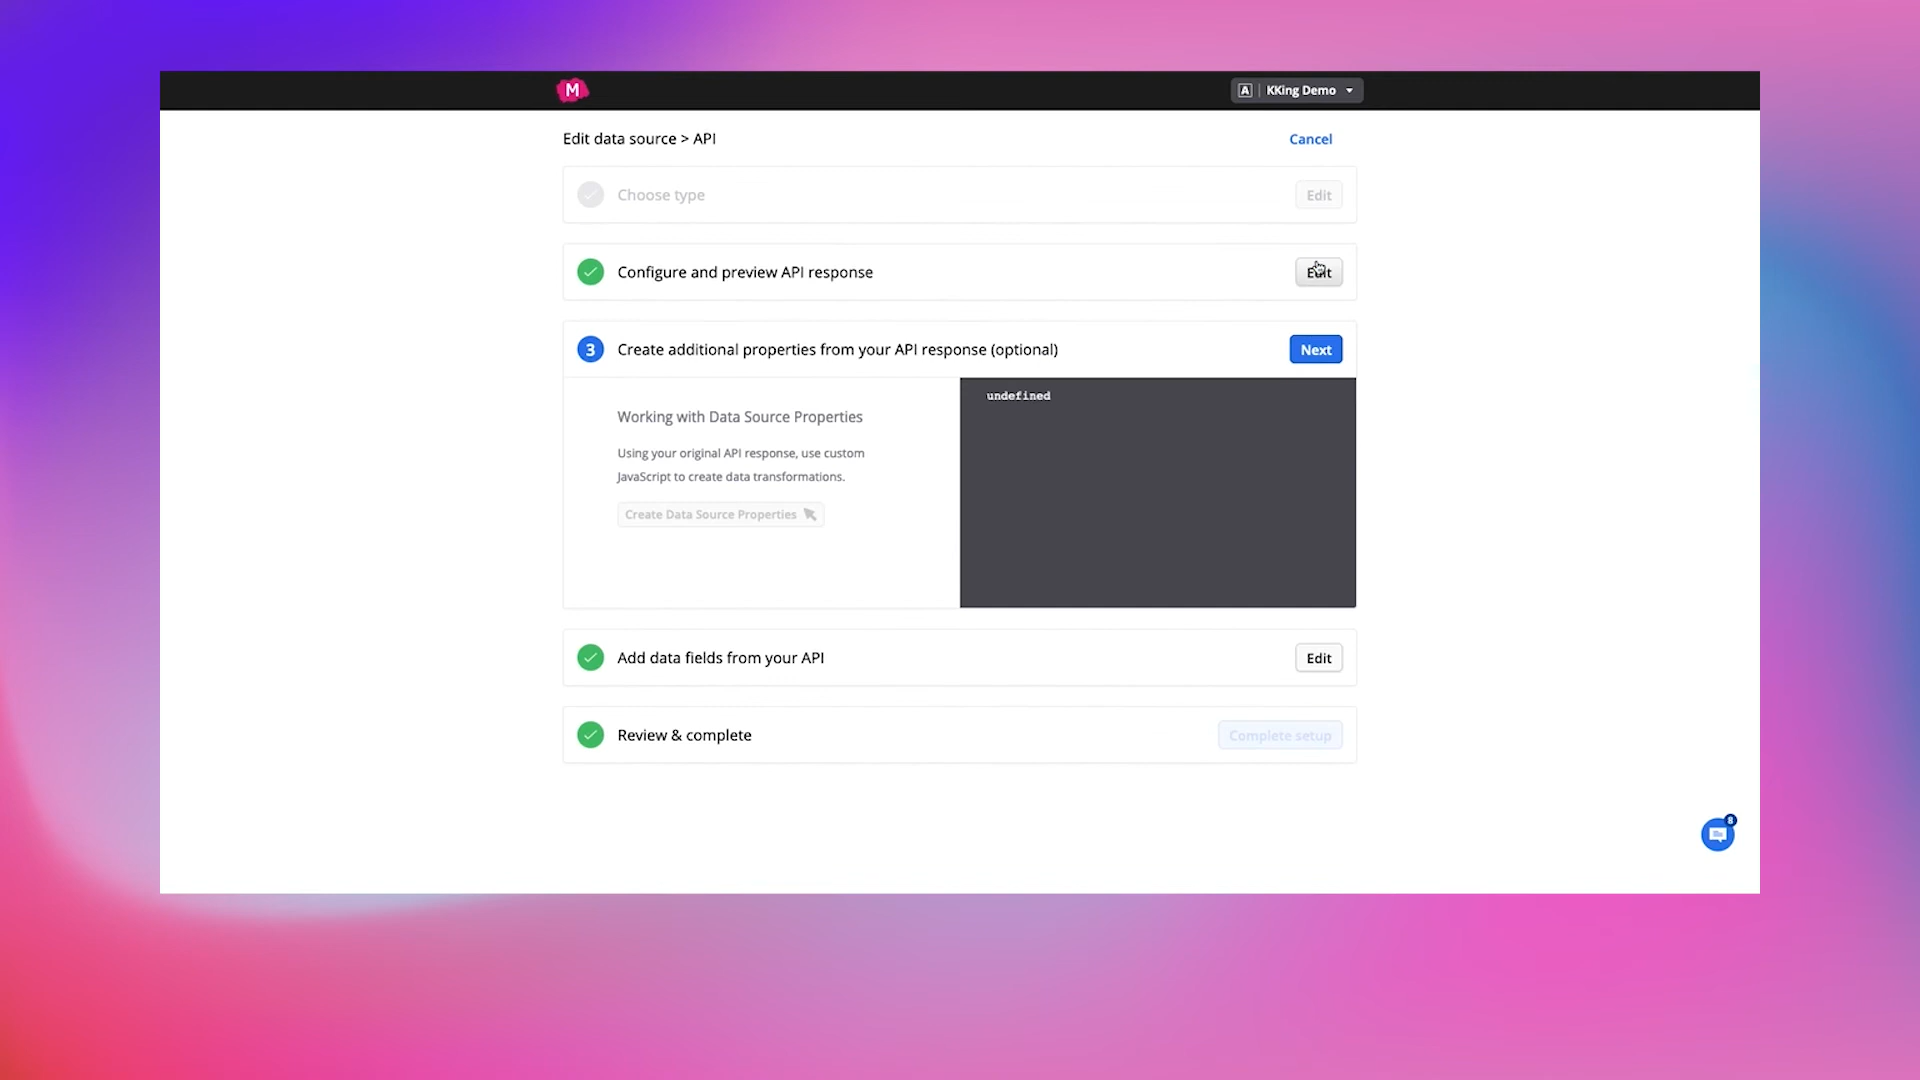 M
A KKing Demo
Edit data source > API
Cancel
Choose type
Edit
Configure and preview API response
Edit
3
Create additional properties from your API response (optional)
Next
Working with Data Source Properties
Using your original API response, use custom
JavaScript to create data transformations.
Create Data Source Properties
undefined
Add data fields from your API
Edit
Review & complete
Complete setup
8